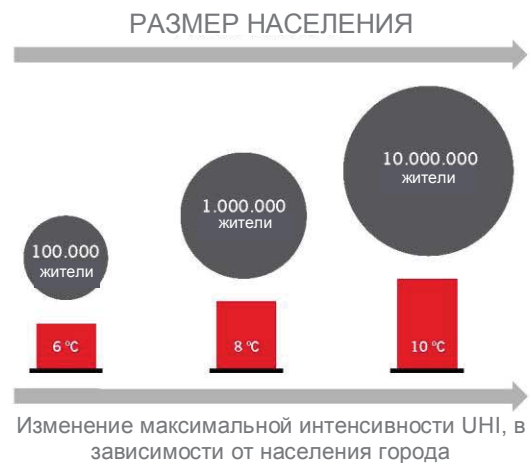 РАЗМЕР НАСЕЛЕНИЯ
10.000.000
жители
1.000.000
жители
100.000
жители
6 °C
8 °C
10 °C
Изменение максимальной интенсивности UHI, в
зависимости от населения города